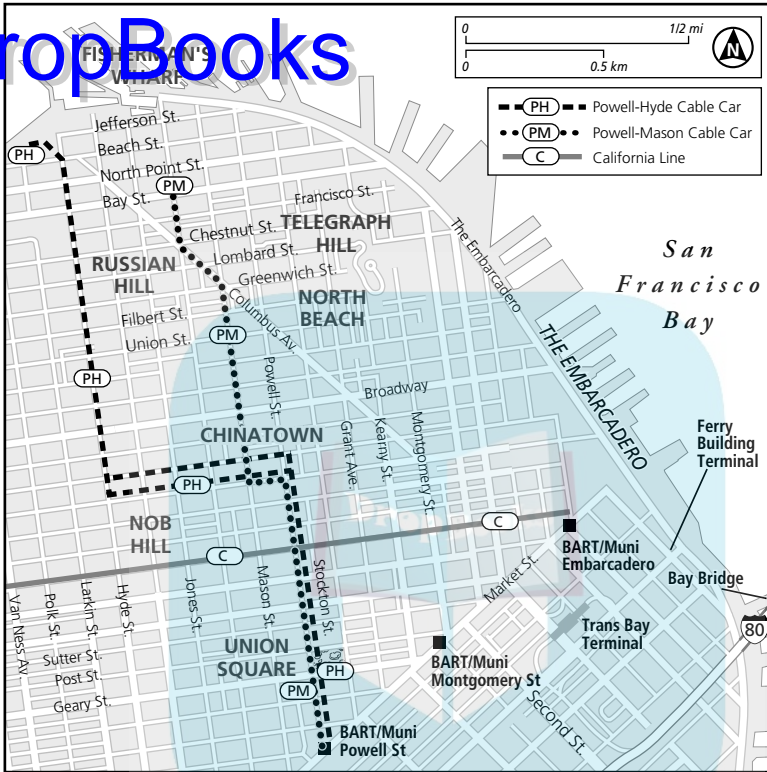 DropBooks
FISHERMAN'S
WHARF
0 1/2 mi
0 0.5 km
N
PH Powell-Hyde Cable Car
PM Powell-Mason Cable Car
C California Line
Jefferson St.
Beach St.
PH
North Point St.
PM
Bay St.
Francisco St.
Chestnut St.
TELEGRAPH
HILL
The Embarcadero
Lombard St.
RUSSIAN
HILL
Greenwich St.
San
Francisco
Bay
NORTH
BEACH
Columbus Av.
Filbert St.
Union St.
PM
THE EMBARCADERO
Powell St.
PH
Broadway
CHINATOWN
Grant Ave.
Kearny St.
Montgomery St.
Ferry
Building
Terminal
PH
DropBooks
NOB
HILL
C
C
BART/Muni
Embarcadero
Market St.
Bay Bridge
Van Ness Av.
Polk St.
Larkin St.
Hyde St.
Jones St.
Mason St.
Stockton St.
Trans Bay
Terminal
80
Sutter St.
Post St.
Geary St.
UNION
SQUARE
PH
PM
BART/Muni
Montgomery St
Second St.
BART/Muni
Powell St